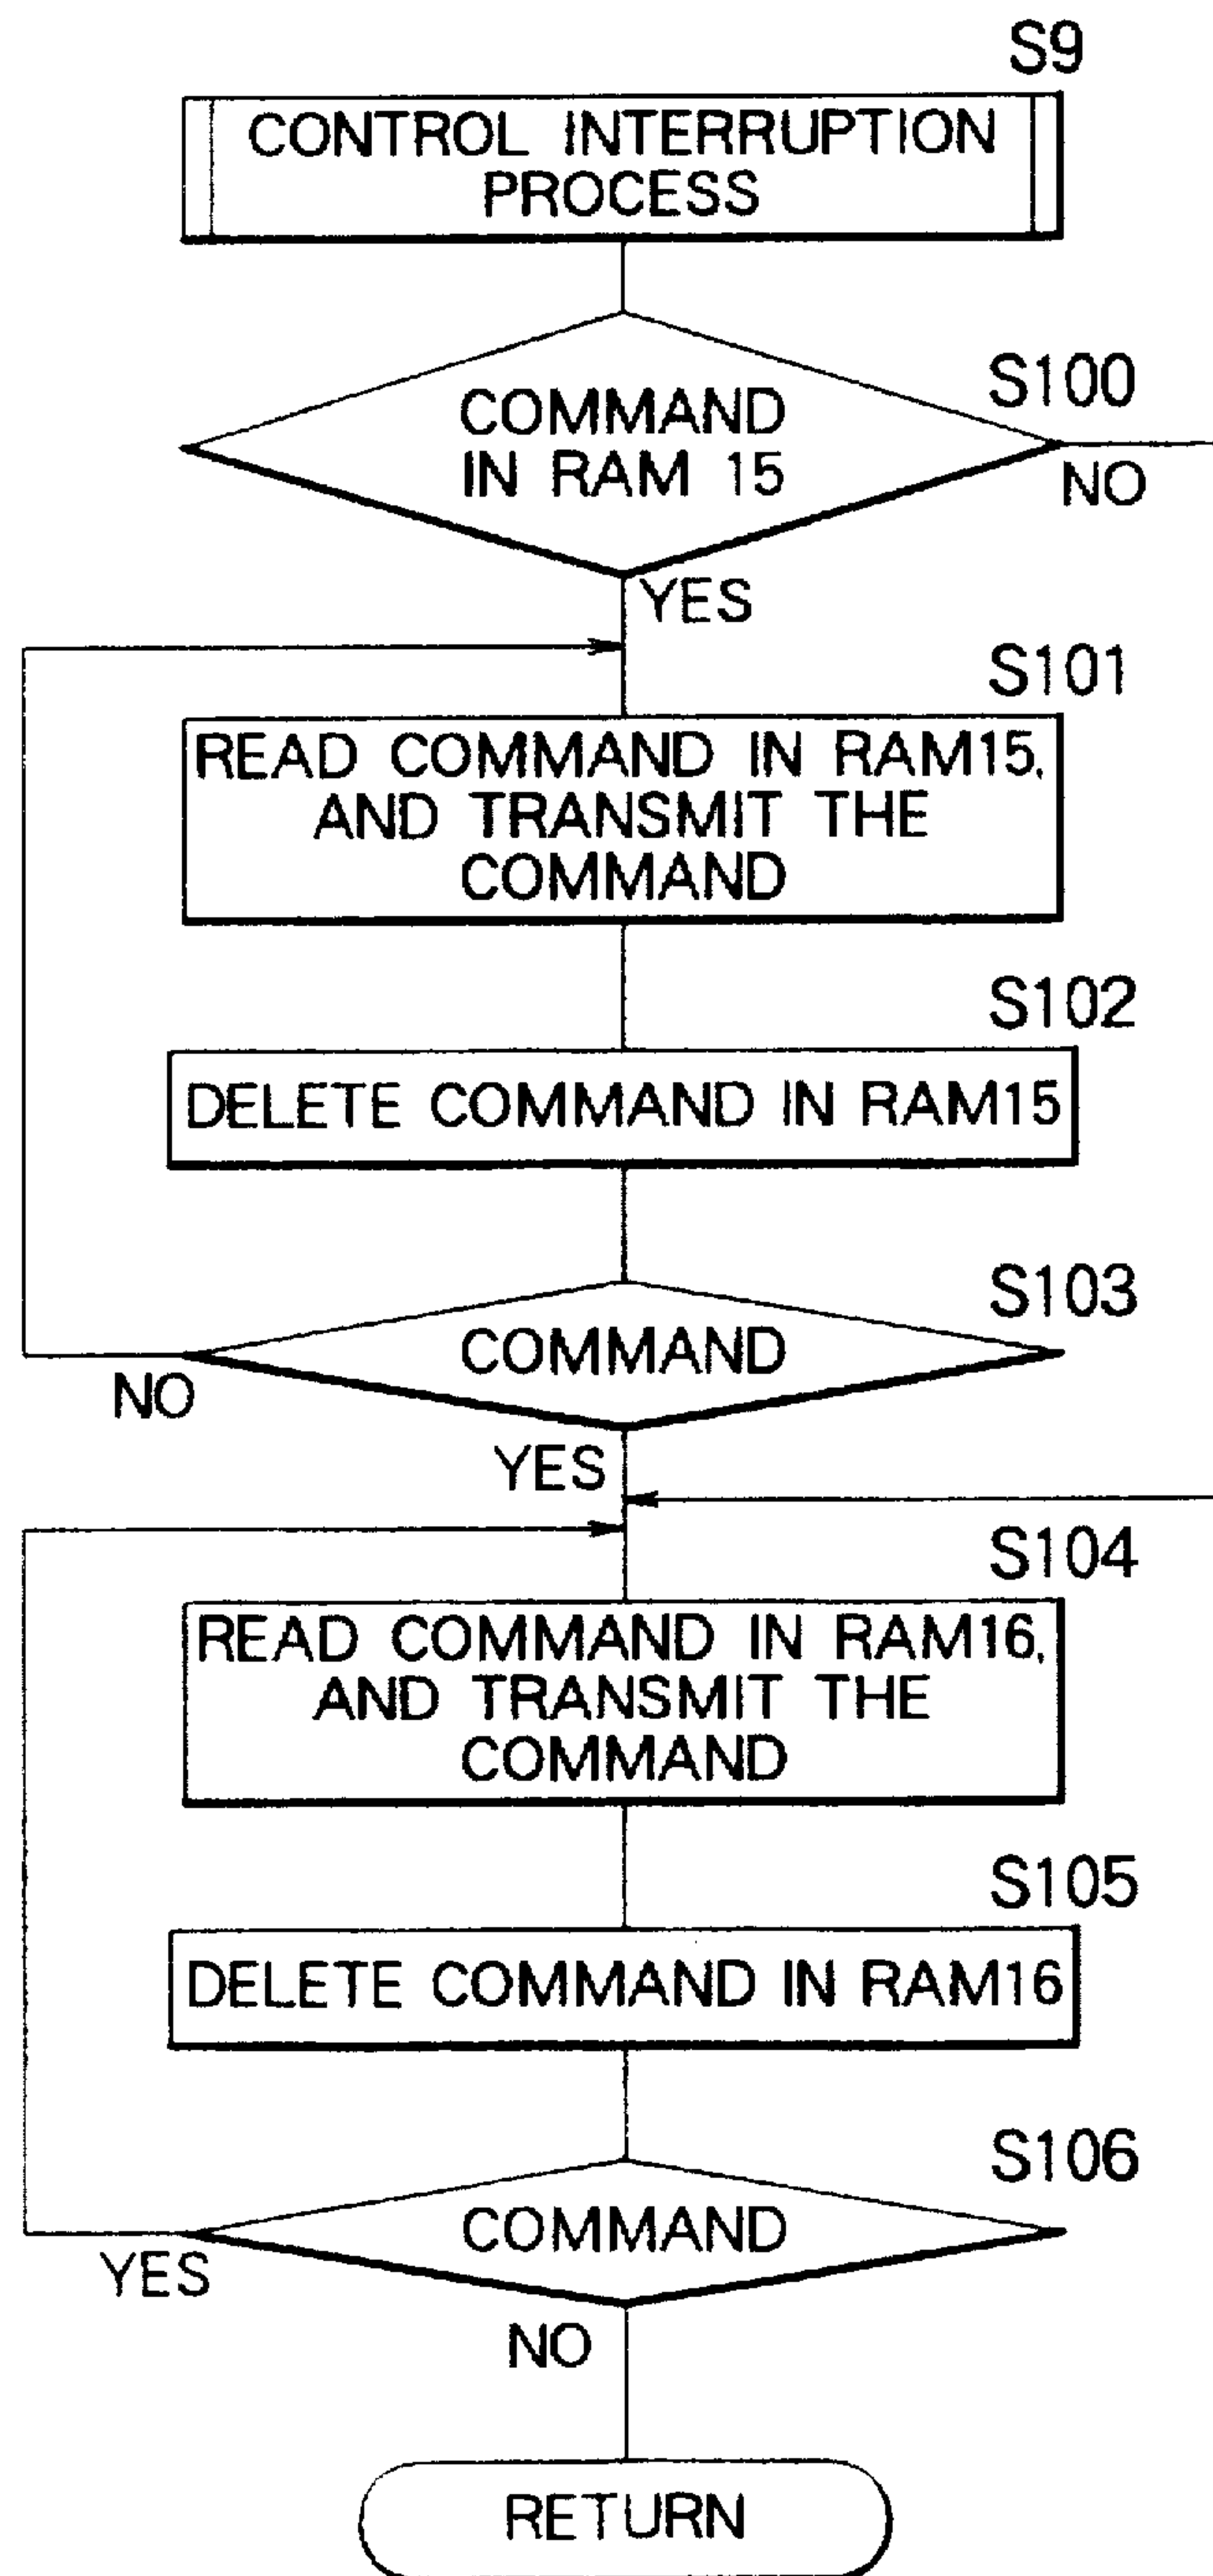 S9
CONTROL INTERRUPTION
PROCESS
S100
COMMAND
IN RAM 15
NO
YES
S101
READ COMMAND IN RAM15,
AND TRANSMIT THE
COMMAND
S102
DELETE COMMAND IN RAM15
S103
COMMAND
NO
YES
S104
READ COMMAND IN RAM16,
AND TRANSMIT THE
COMMAND
S105
DELETE COMMAND IN RAM16
S106
COMMAND
YES
NO
RETURN